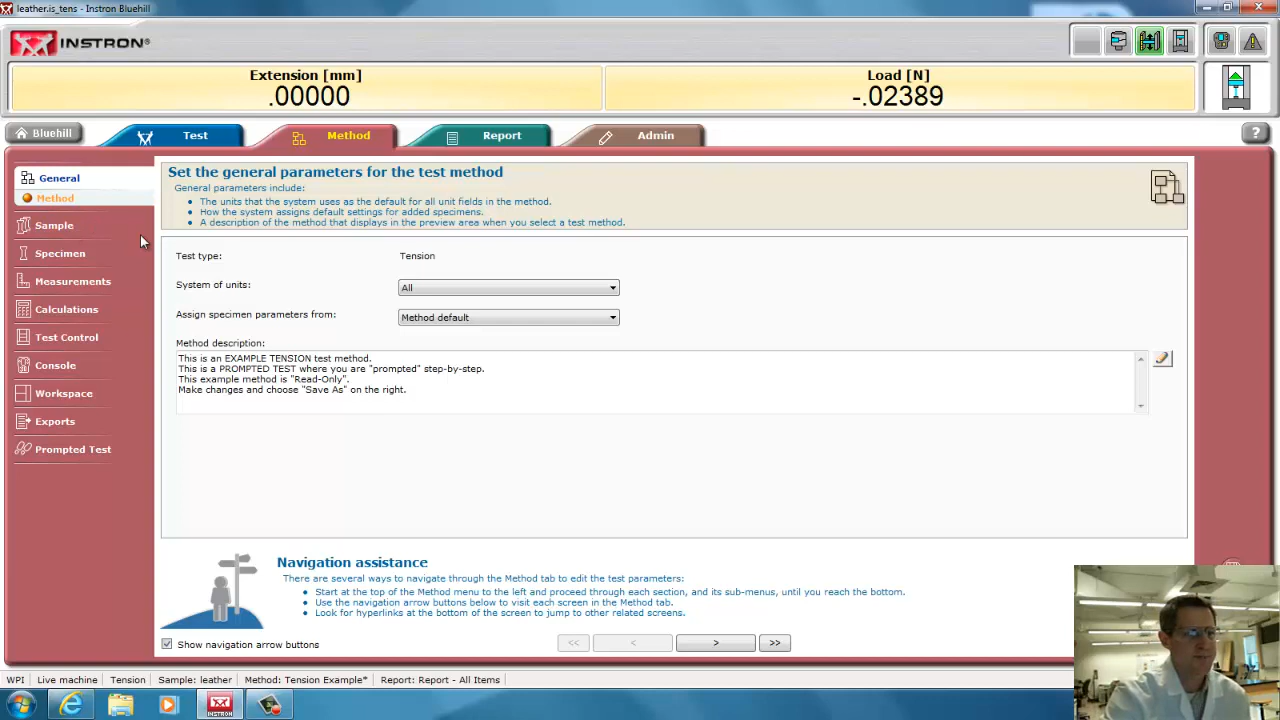 leather.is_tens - Instron Bluehill
INSTRON®
Extension [mm]
.00000
Load [N]
-.02389
Bluehill
Test
Method
Report
Admin
?
General
Method
Sample
Specimen
Measurements
Calculations
Test Control
Console
Workspace
Exports
Prompted Test
Set the general parameters for the test method
General parameters include:
• The units that the system uses as the default for all unit fields in the method.
• How the system assigns default settings for added specimens.
• A description of the method that displays in the preview area when you select a test method.
Test type: Tension
System of units: All
Assign specimen parameters from: Method default
Method description:
This is an EXAMPLE TENSION test method.
This is a PROMPTED TEST where you are "prompted" step-by-step.
This example method is "Read-Only".
Make changes and choose "Save As" on the right.
Navigation assistance
There are several ways to navigate through the Method tab to edit the test parameters:
• Start at the top of the Method menu to the left and proceed through each section, and its sub-menus, until you reach the bottom.
• Use the navigation arrow buttons below to visit each screen in the Method tab.
• Look for hyperlinks at the bottom of the screen to jump to other related screens.
Show navigation arrow buttons
<< < > >>
WPI Live machine Tension Sample: leather Method: Tension Example* Report: Report - All Items
INSTRON